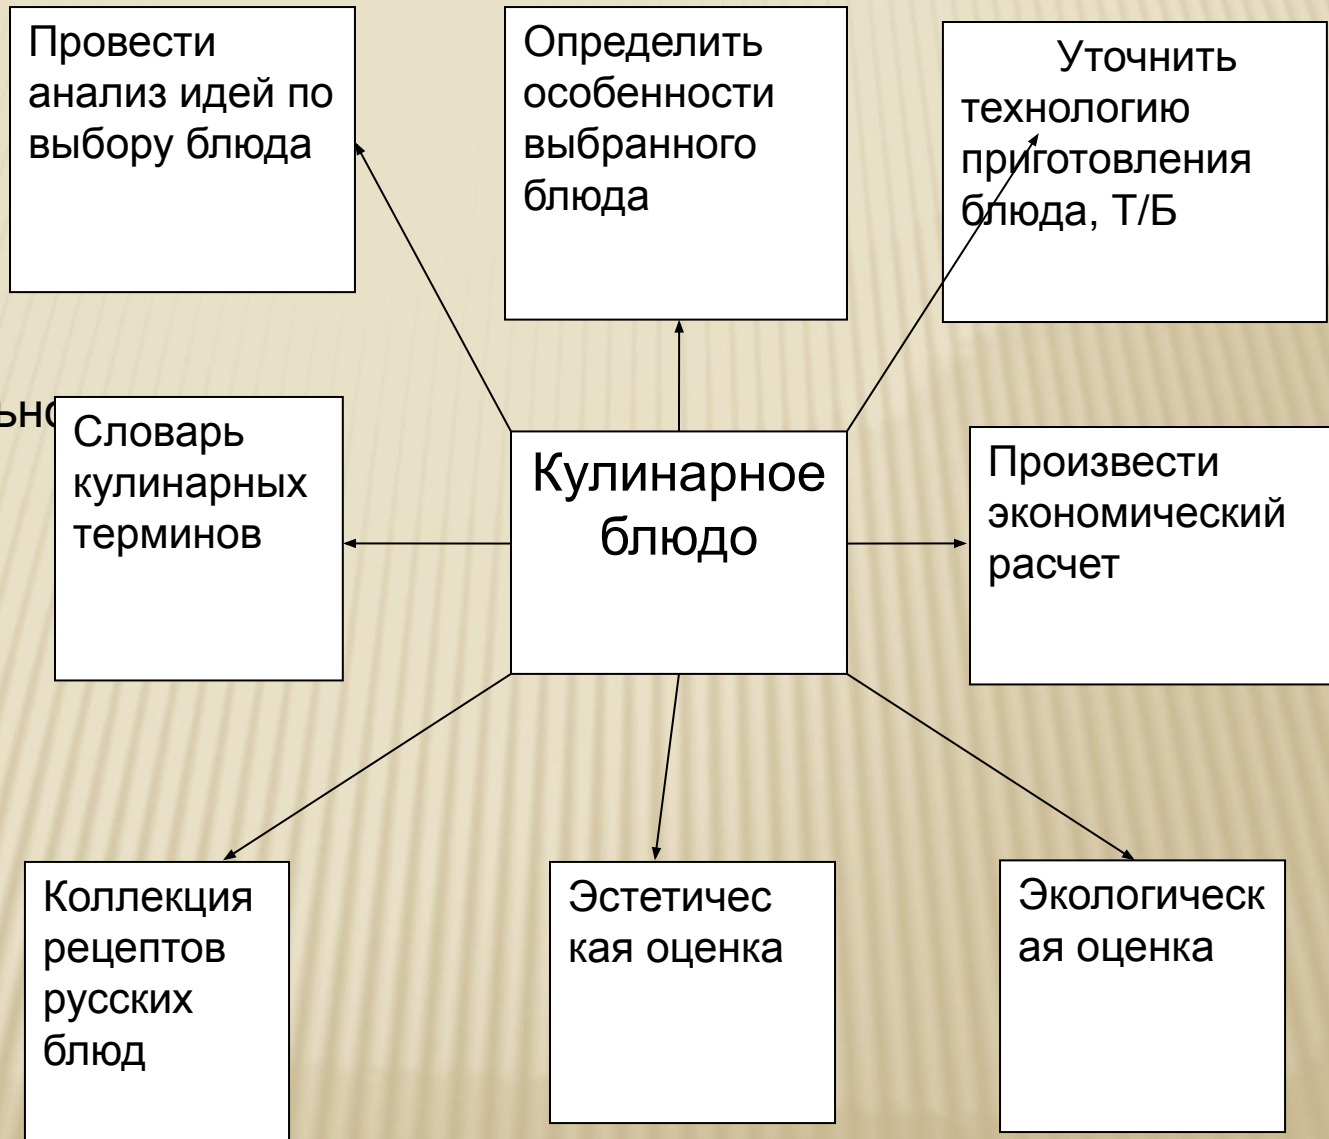 Провести
анализ идей по
выбору блюда
Определить
особенности
выбранного
блюда
Уточнить
технологию
приготовления
блюда, Т/Б
Словарь
кулинарных
терминов
Кулинарное
блюдо
Произвести
экономический
расчет
Коллекция
рецептов
русских
блюд
Эстетичес
кая оценка
Экологическ
ая оценка